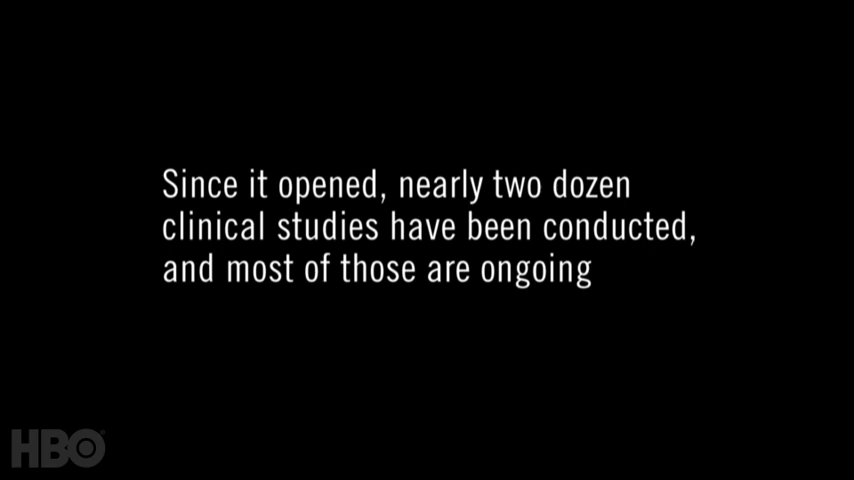 Since it opened, nearly two dozen
clinical studies have been conducted,
and most of those are ongoing
HBO